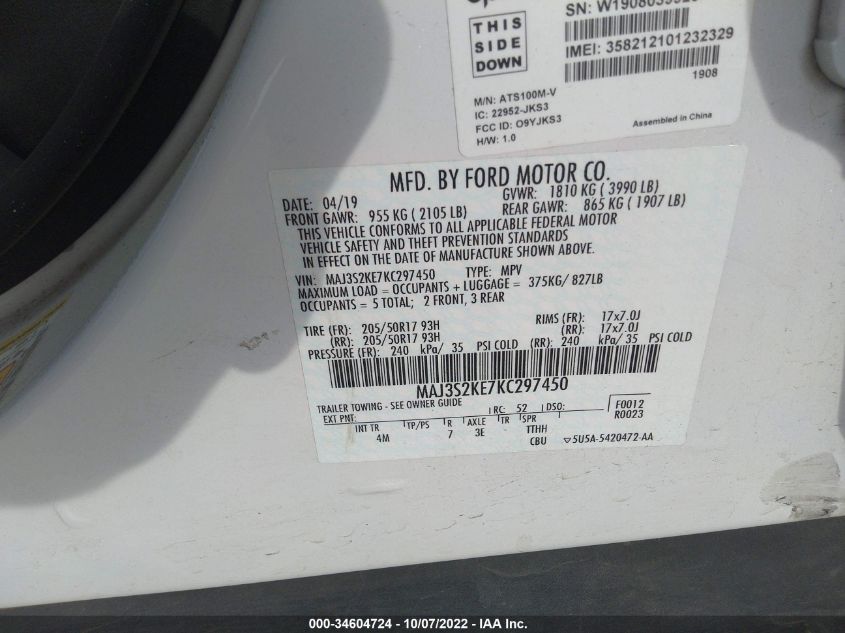 THIS
SIDE
DOWN
IMEI: 358212101232329
1908
M/N: ATS100M-V
IC: 22952-JKS3
FCC ID: O9YJKS3
H/W: 1.0
Assembled in China
MFD. BY FORD MOTOR CO.
DATE: 04/19 GVWR: 1810 KG ( 3990 LB)
FRONT GAWR: 955 KG ( 2105 LB) REAR GAWR: 865 KG ( 1907 LB)
THIS VEHICLE CONFORMS TO ALL APPLICABLE FEDERAL MOTOR
VEHICLE SAFETY AND THEFT PREVENTION STANDARDS
IN EFFECT ON THE DATE OF MANUFACTURE SHOWN ABOVE.
VIN: MAJ3S2KE7KC297450 TYPE: MPV
MAXIMUM LOAD = OCCUPANTS + LUGGAGE = 375KG/ 827LB
OCCUPANTS = 5 TOTAL; 2 FRONT, 3 REAR
TIRE (FR): 205/50R17 93H RIMS (FR): 17x7.0J
(RR): 205/50R17 93H (RR): 17x7.0J
PRESSURE (FR): 240 kPa/ 35 PSI COLD (RR): 240 kPa/ 35 PSI COLD
MAJ3S2KE7KC297450
TRAILER TOWING - SEE OWNER GUIDE
EXT PNT: RC: 52 DSO: F0012
R0023
INT TR TP/PS R AXLE TR SPR
4M 7 3E TTHH
CBU 5U5A-5420472-AA
000-34604724 - 10/07/2022 - IAA Inc.